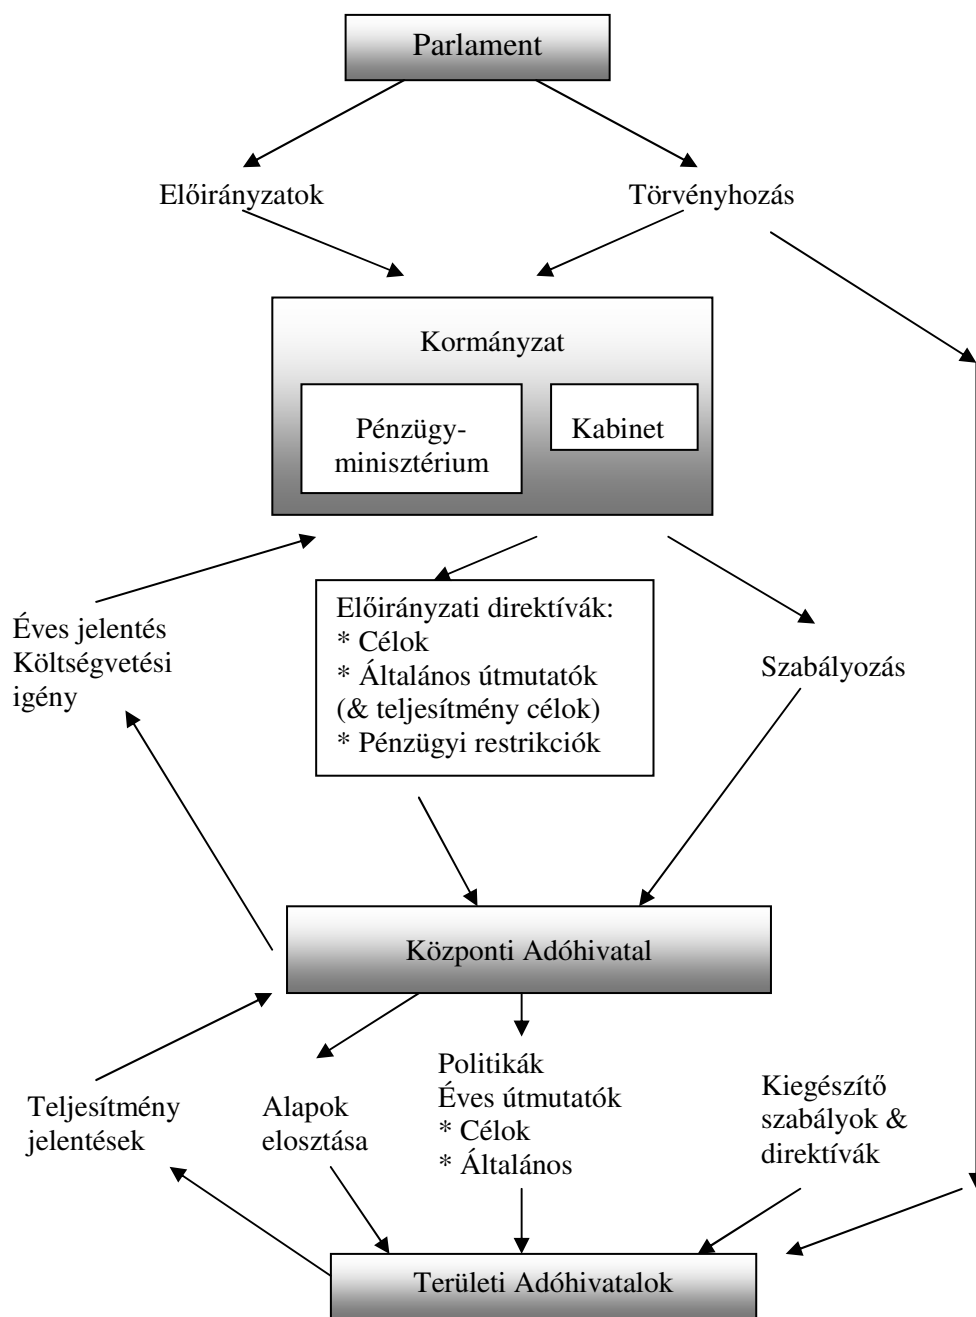 Parlament
Előirányzatok
Törvényhozás
Kormányzat
Pénzügy-
minisztérium
Kabinet
Éves jelentés
Költségvetési
igény
Előirányzati direktívák:
* Célok
* Általános útmutatók
(& teljesítmény célok)
* Pénzügyi restrikciók
Szabályozás
Központi Adóhivatal
Teljesítmény
jelentések
Alapok
elosztása
Politikák
Éves útmutatók
* Célok
* Általános
Kiegészítő
szabályok &
direktívák
Területi Adóhivatalok